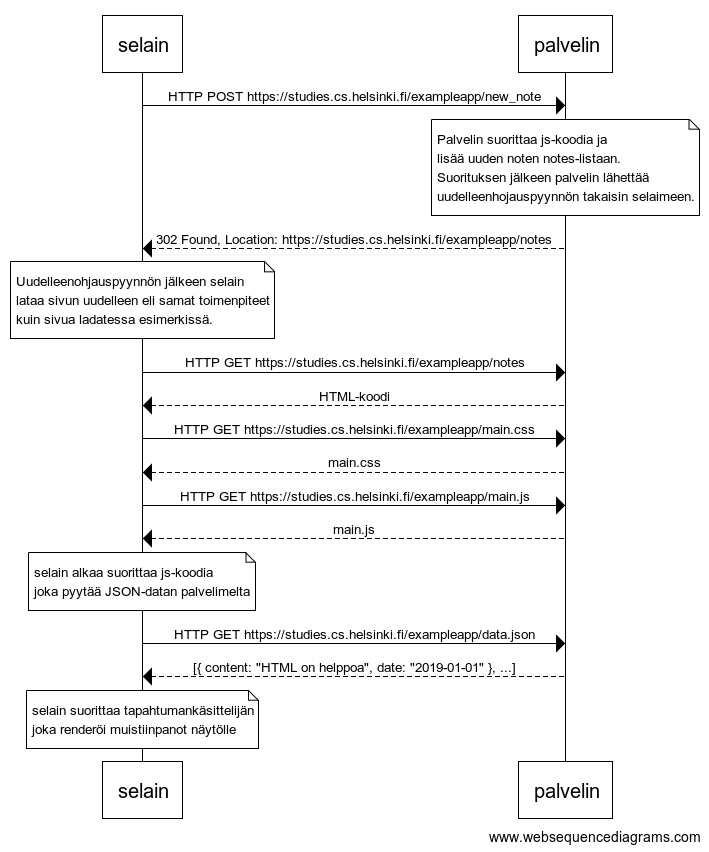 selain
palvelin
HTTP POST https://studies.cs.helsinki.fi/exampleapp/new_note
Palvelin suorittaa js-koodia ja
lisää uuden noten notes-listaan.
Suorituksen jälkeen palvelin lähettää
uudelleenhojauspyynnön takaisin selaimeen.
302 Found, Location: https://studies.cs.helsinki.fi/exampleapp/notes
Uudelleenohjauspyynnön jälkeen selain
lataa sivun uudelleen eli samat toimenpiteet
kuin sivua ladatessa esimerkissä.
HTTP GET https://studies.cs.helsinki.fi/exampleapp/notes
HTML-koodi
HTTP GET https://studies.cs.helsinki.fi/exampleapp/main.css
main.css
HTTP GET https://studies.cs.helsinki.fi/exampleapp/main.js
main.js
selain alkaa suorittaa js-koodia
joka pyytää JSON-datan palvelimelta
HTTP GET https://studies.cs.helsinki.fi/exampleapp/data.json
[{ content: "HTML on helppoa", date: "2019-01-01" }, ...]
selain suorittaa tapahtumankäsittelijän
joka renderöi muistiinpanot näytölle
selain
palvelin
www.websequencediagrams.com